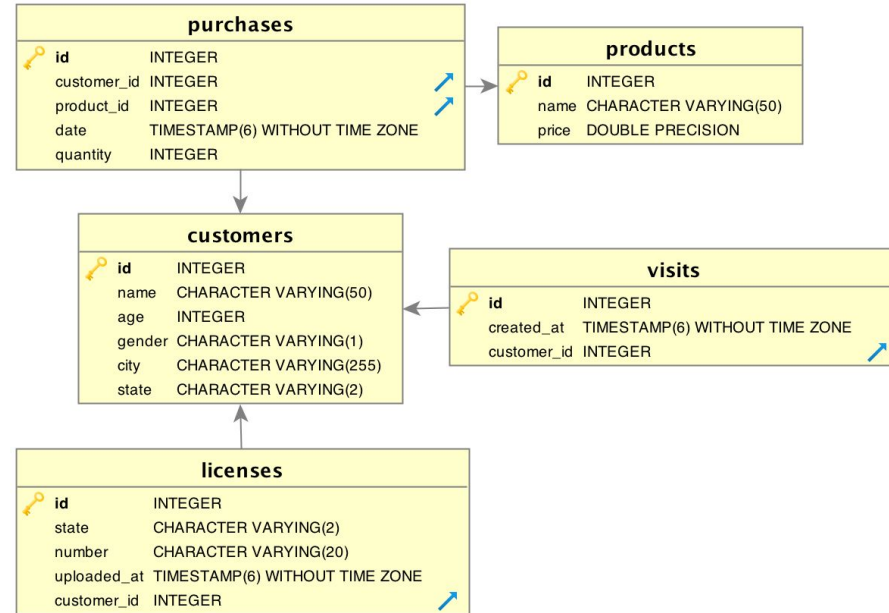 purchases
id INTEGER
customer_id INTEGER
product_id INTEGER
date TIMESTAMP(6) WITHOUT TIME ZONE
quantity INTEGER
products
id INTEGER
name CHARACTER VARYING(50)
price DOUBLE PRECISION
customers
id INTEGER
name CHARACTER VARYING(50)
age INTEGER
gender CHARACTER VARYING(1)
city CHARACTER VARYING(255)
state CHARACTER VARYING(2)
visits
id INTEGER
created_at TIMESTAMP(6) WITHOUT TIME ZONE
customer_id INTEGER
licenses
id INTEGER
state CHARACTER VARYING(2)
number CHARACTER VARYING(20)
uploaded_at TIMESTAMP(6) WITHOUT TIME ZONE
customer_id INTEGER